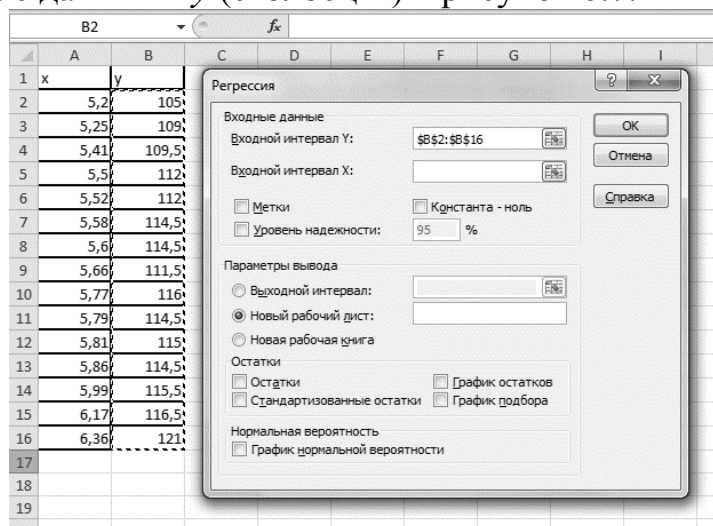 B2 fx
A B C D E F G H I
1 x y
2 5,2 105
3 5,25 109
4 5,41 109,5
5 5,5 112
6 5,52 112
7 5,58 114,5
8 5,6 114,5
9 5,66 111,5
10 5,77 116
11 5,79 114,5
12 5,81 115
13 5,86 114,5
14 5,99 115,5
15 6,17 116,5
16 6,36 121
17
18
19
Регрессия
Входные данные
Входной интервал Y: $B$2:$B$16
Входной интервал X:
Метки Константа - ноль
Уровень надежности: 95 %
Параметры вывода
Выходной интервал:
Новый рабочий лист:
Новая рабочая книга
Остатки
Остатки График остатков
Стандартизованные остатки График подбора
Нормальная вероятность
График нормальной вероятности
OK
Отмена
Справка